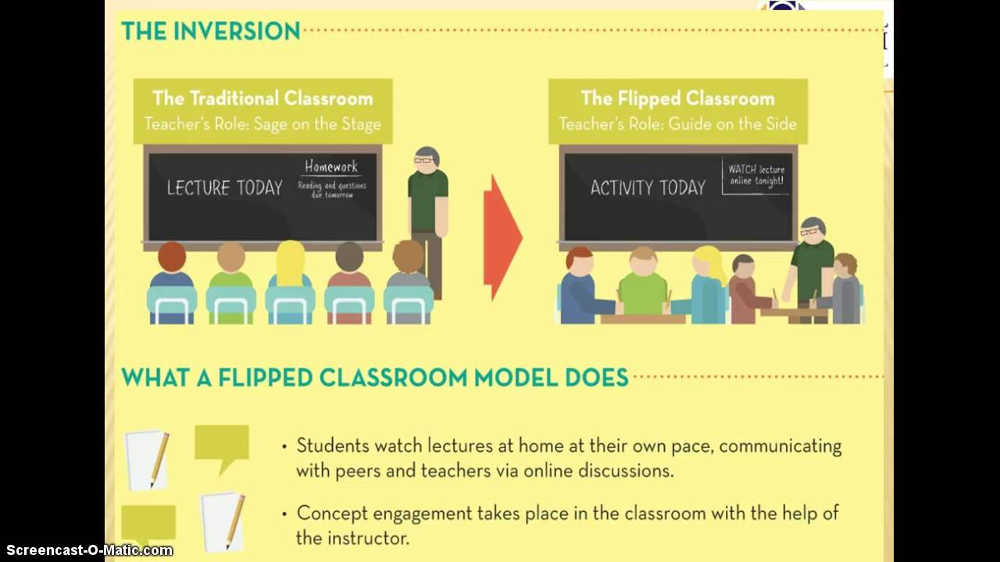 THE INVERSION
The Traditional Classroom
Teacher's Role: Sage on the Stage
LECTURE TODAY
Homework
Reading and questions
due tomorrow
The Flipped Classroom
Teacher's Role: Guide on the Side
ACTIVITY TODAY
WATCH lecture
online tonight!
WHAT A FLIPPED CLASSROOM MODEL DOES
• Students watch lectures at home at their own pace, communicating
with peers and teachers via online discussions.
• Concept engagement takes place in the classroom with the help of
the instructor.
Screencast-O-Matic.com